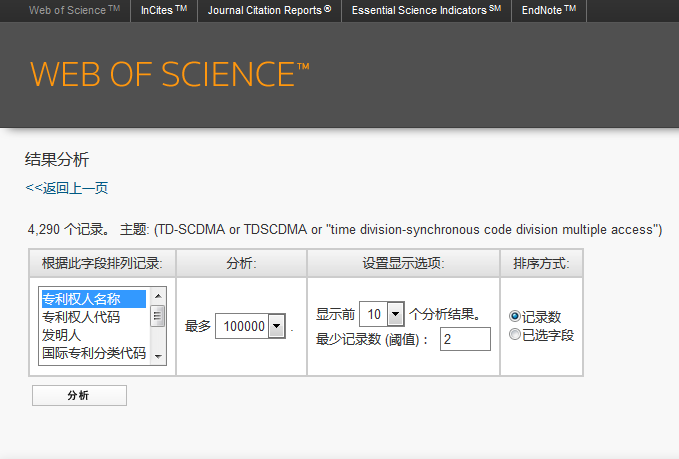 Web of Science™ InCites™ Journal Citation Reports® Essential Science Indicators℠ EndNote™
WEB OF SCIENCE™
结果分析
<<返回上一页
4,290 个记录。 主题: (TD-SCDMA or TDSCDMA or "time division-synchronous code division multiple access")
根据此字段排列记录: 分析: 设置显示选项: 排序方式:
专利权人名称
专利权人代码
发明人
国际专利分类代码
最多 100000 .
显示前 10 个分析结果。
最少记录数 (阈值) : 2
记录数
已选字段
分析